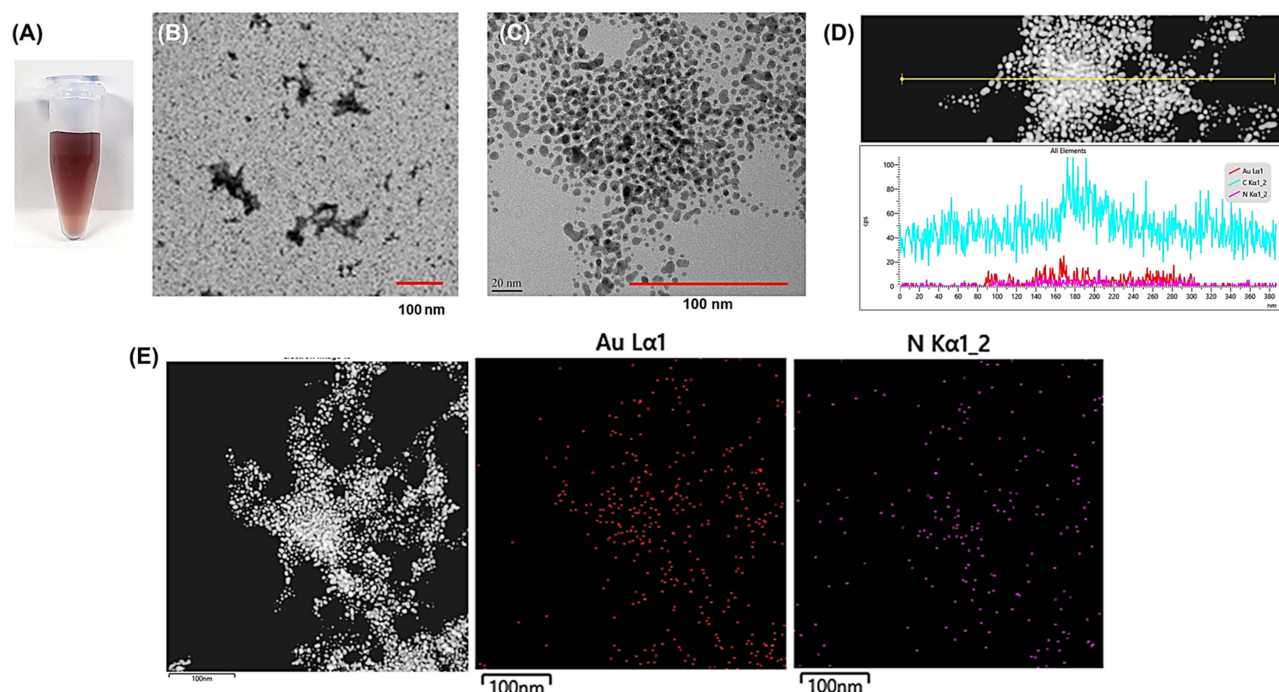 (A)
(B)
100 nm
(C)
20 nm
100 nm
(D)
All Elements
Au Lα1
C Kα1_2
N Kα1_2
cps
100
80
60
40
20
0
0 20 40 60 80 100 120 140 160 180 200 220 240 260 280 300 320 340 360 380
nm
(E)
100nm
Au Lα1
100nm
N Kα1_2
100nm